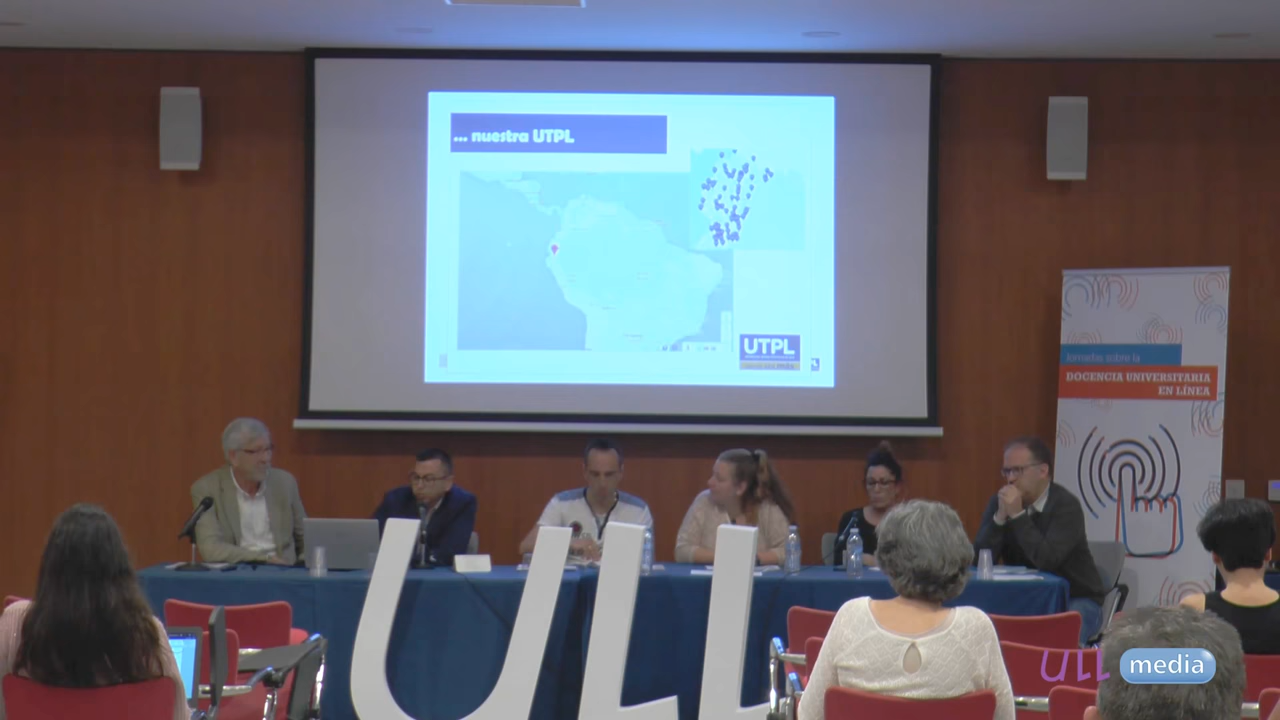 ... nuestra UTPL
UTPL
Jornadas sobre la
DOCENCIA UNIVERSITARIA
EN LÍNEA
ULL
ULL media